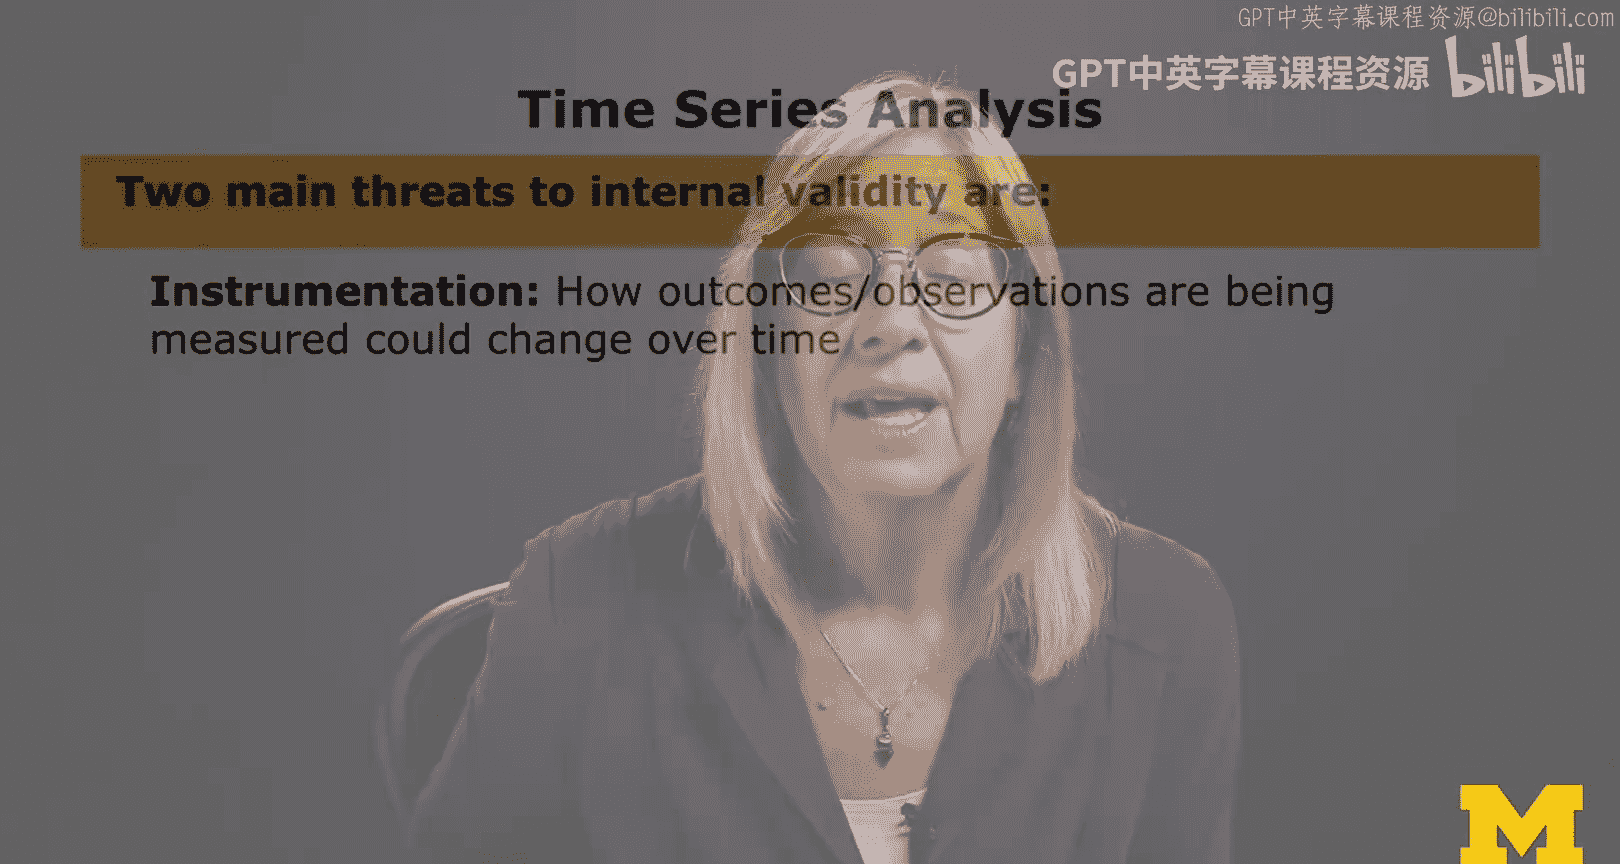 GPT中英字幕课程资源@bilibili.com
GPT中英字幕课程资源 bilibili
Time Series Analysis
Two main threats to internal validity are:
Instrumentation: How outcomes/observations are being
measured could change over time
M